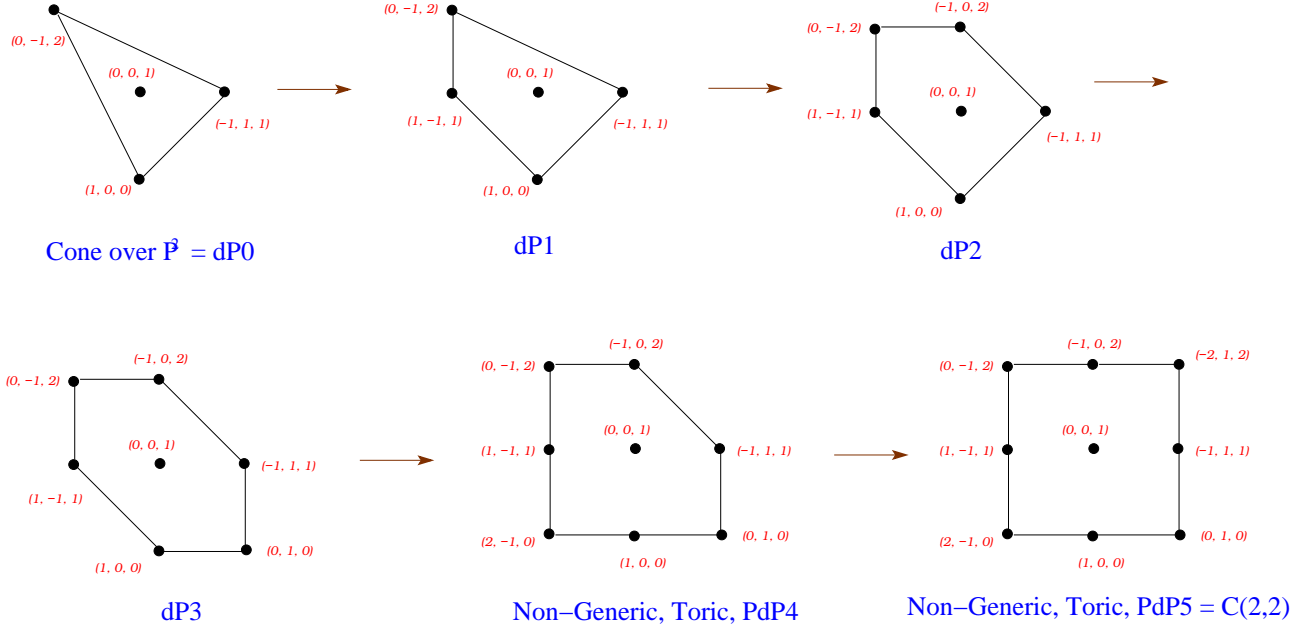 (0, −1, 2)
(0, 0, 1)
(−1, 1, 1)
(1, 0, 0)
Cone over P² = dP0
(0, −1, 2)
(0, 0, 1)
(1, −1, 1)
(−1, 1, 1)
(1, 0, 0)
dP1
(−1, 0, 2)
(0, −1, 2)
(0, 0, 1)
(1, −1, 1)
(−1, 1, 1)
(1, 0, 0)
dP2
(−1, 0, 2)
(0, −1, 2)
(0, 0, 1)
(−1, 1, 1)
(1, −1, 1)
(0, 1, 0)
(1, 0, 0)
dP3
(−1, 0, 2)
(0, −1, 2)
(0, 0, 1)
(1, −1, 1)
(−1, 1, 1)
(2, −1, 0)
(0, 1, 0)
(1, 0, 0)
Non−Generic, Toric, PdP4
(−1, 0, 2)
(−2, 1, 2)
(0, −1, 2)
(0, 0, 1)
(1, −1, 1)
(−1, 1, 1)
(2, −1, 0)
(0, 1, 0)
(1, 0, 0)
Non−Generic, Toric, PdP5 = C(2,2)